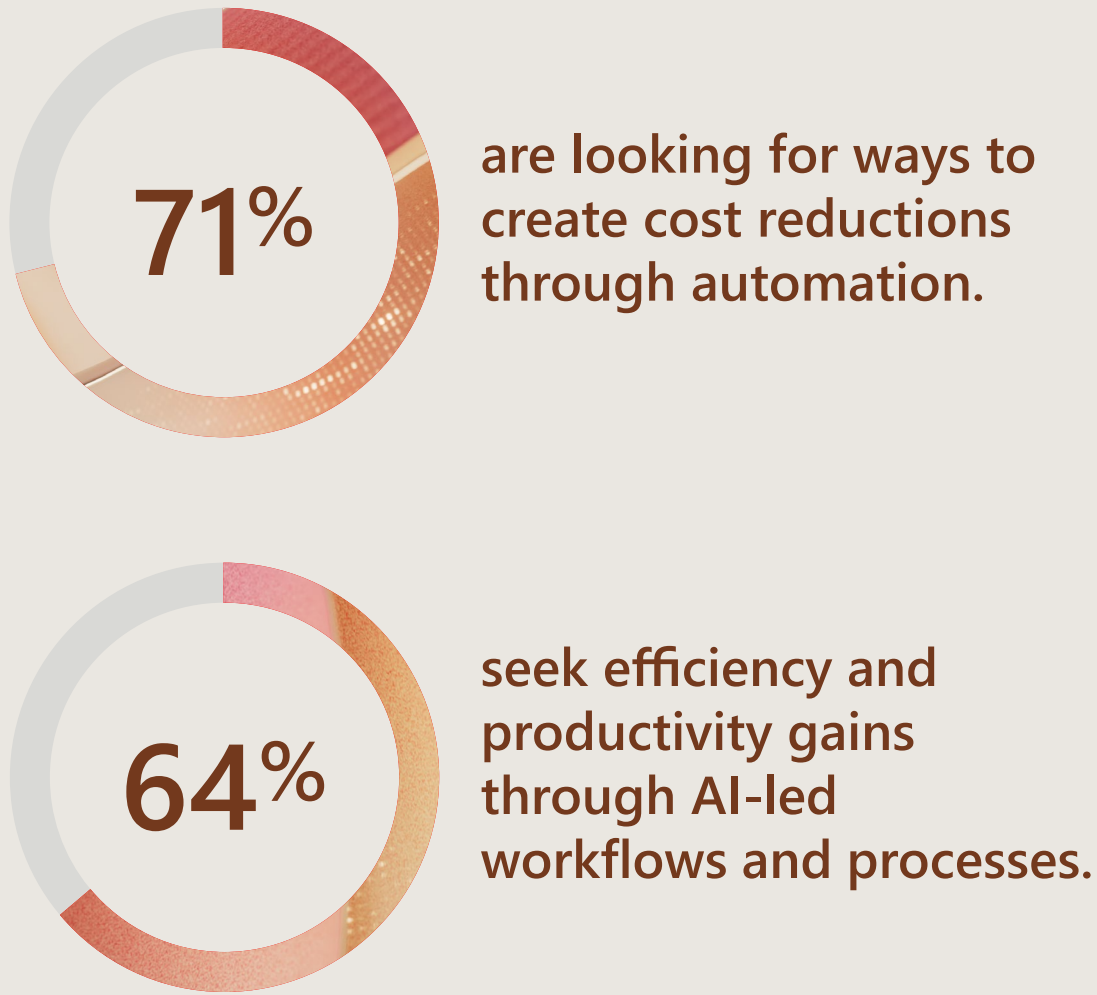 71%
are looking for ways to
create cost reductions
through automation.
64%
seek efficiency and
productivity gains
through AI-led
workflows and processes.